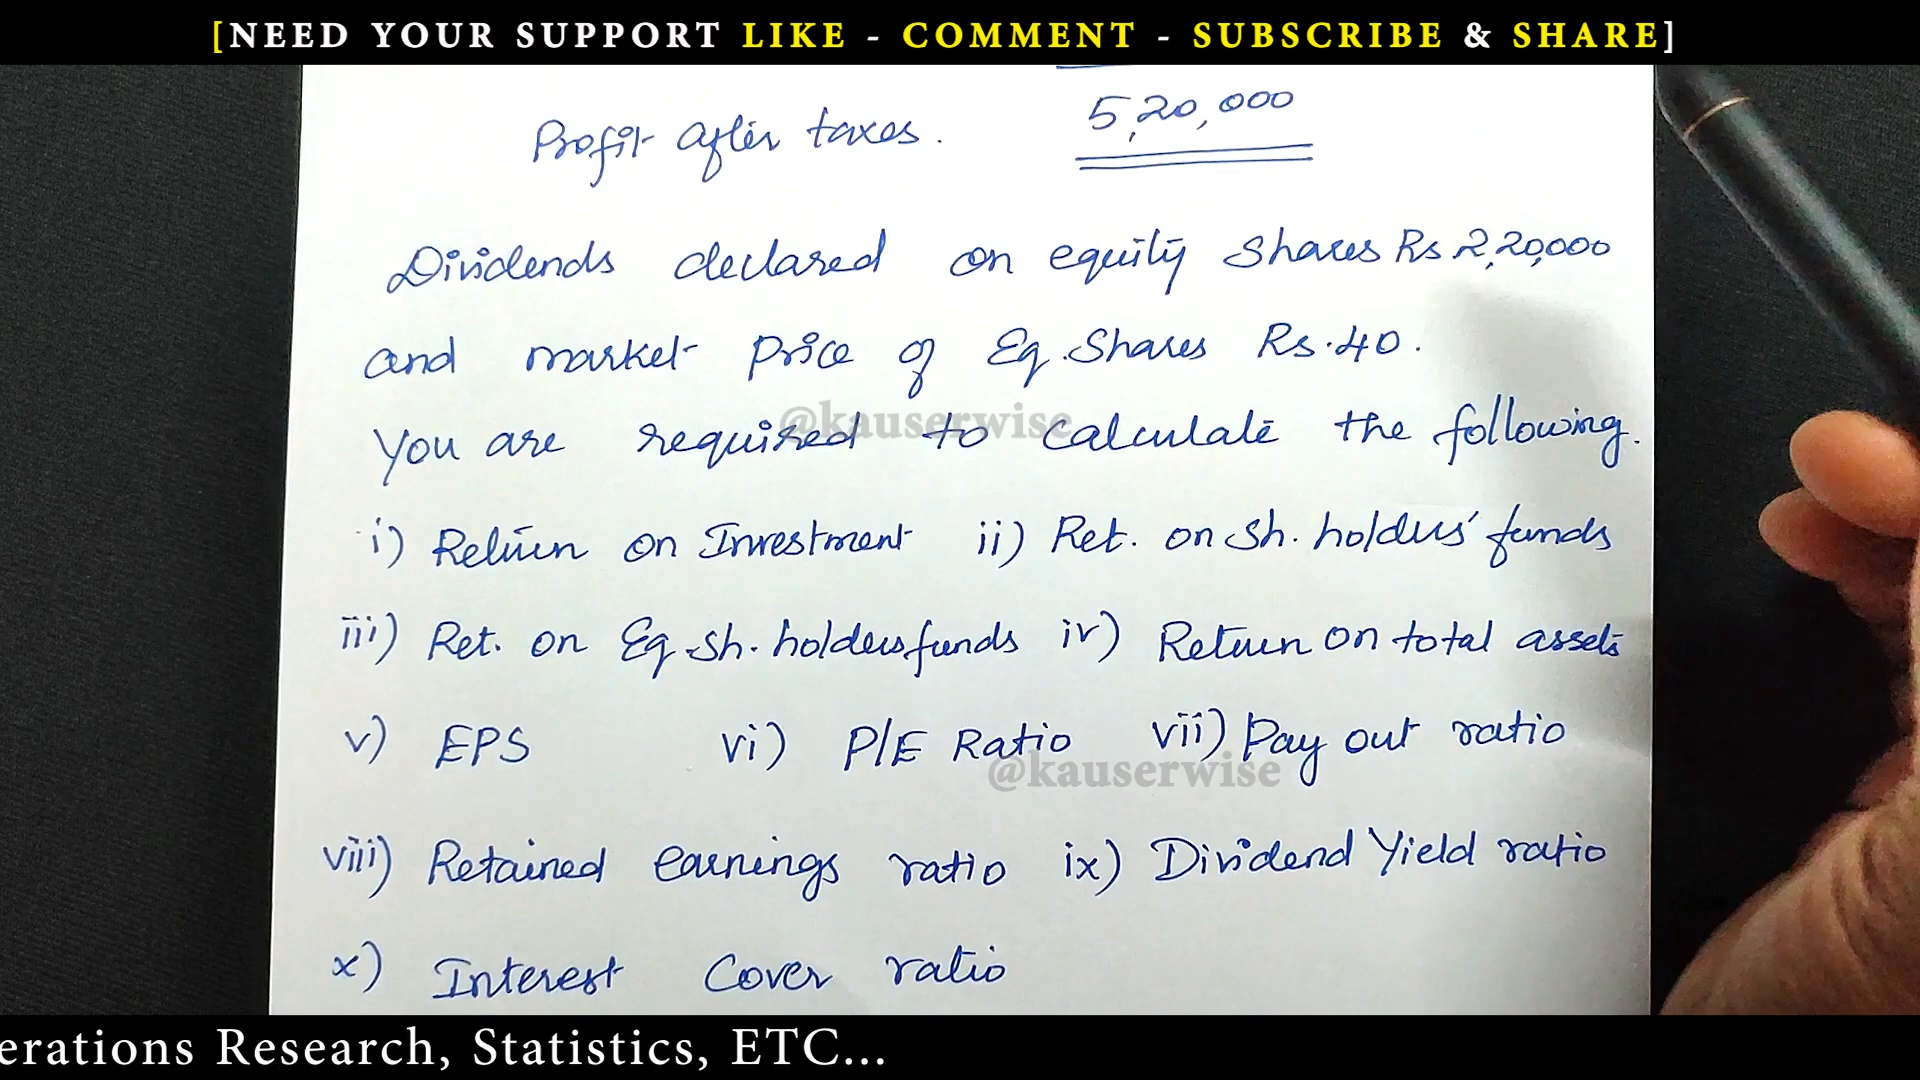 [NEED YOUR SUPPORT LIKE - COMMENT - SUBSCRIBE & SHARE]
Profit after taxes. 5,20,000
Dividends declared on equity shares Rs 2,20,000
and market price of Eq. Shares Rs. 40.
@kauserwise
You are required to calculate the following.
i) Return on Investment ii) Ret. on sh. holders' funds
iii) Ret. on Eq. sh. holders funds iv) Return on total assets
v) EPS vi) P/E Ratio vii) Pay out ratio
@kauserwise
viii) Retained earnings ratio ix) Dividend Yield ratio
x) Interest Cover ratio
erations Research, Statistics, ETC...